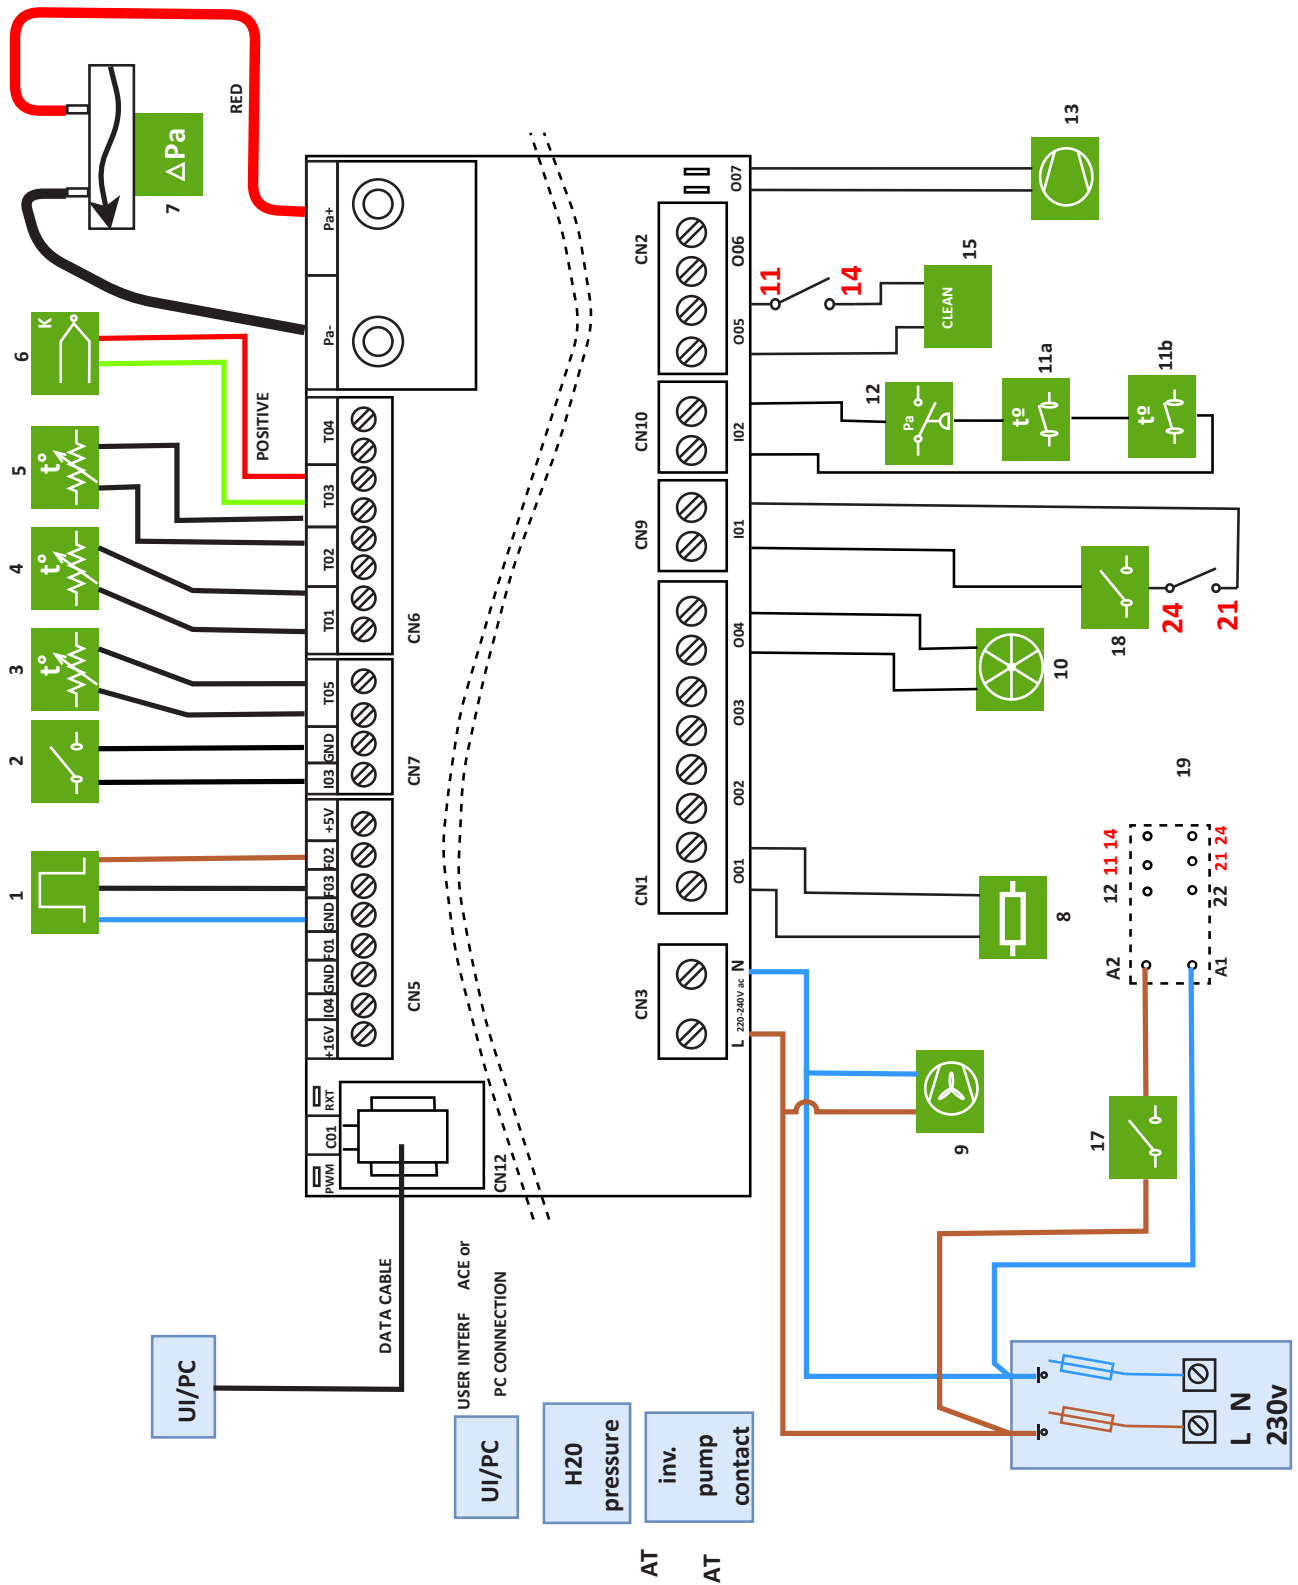 13
15
11a
11b
12
18
10
19
8
9
17
CLEAN
Pa
tº
tº
11
14
24
21
A2
12
11
14
A1
22
21
24
L N
230v
O07
O06
O05
I02
I01
O04
O03
O02
O01
N
220-240V ac
L
CN2
CN10
CN9
CN1
CN3
Pa+
Pa-
T04
T03
T02
T01
CN6
T05
GND
I03
CN7
+5V
F02
F03
GND
F01
GND
I04
+16V
CN5
RXT
C01
PWM
CN12
RED
POSITIVE
ΔPa
7
6
K
5
t°
4
t°
3
t°
2
1
DATA CABLE
UI/PC
USER INTERF ACE or
PC CONNECTION
UI/PC
H20
pressure
inv.
pump
contact
AT
AT